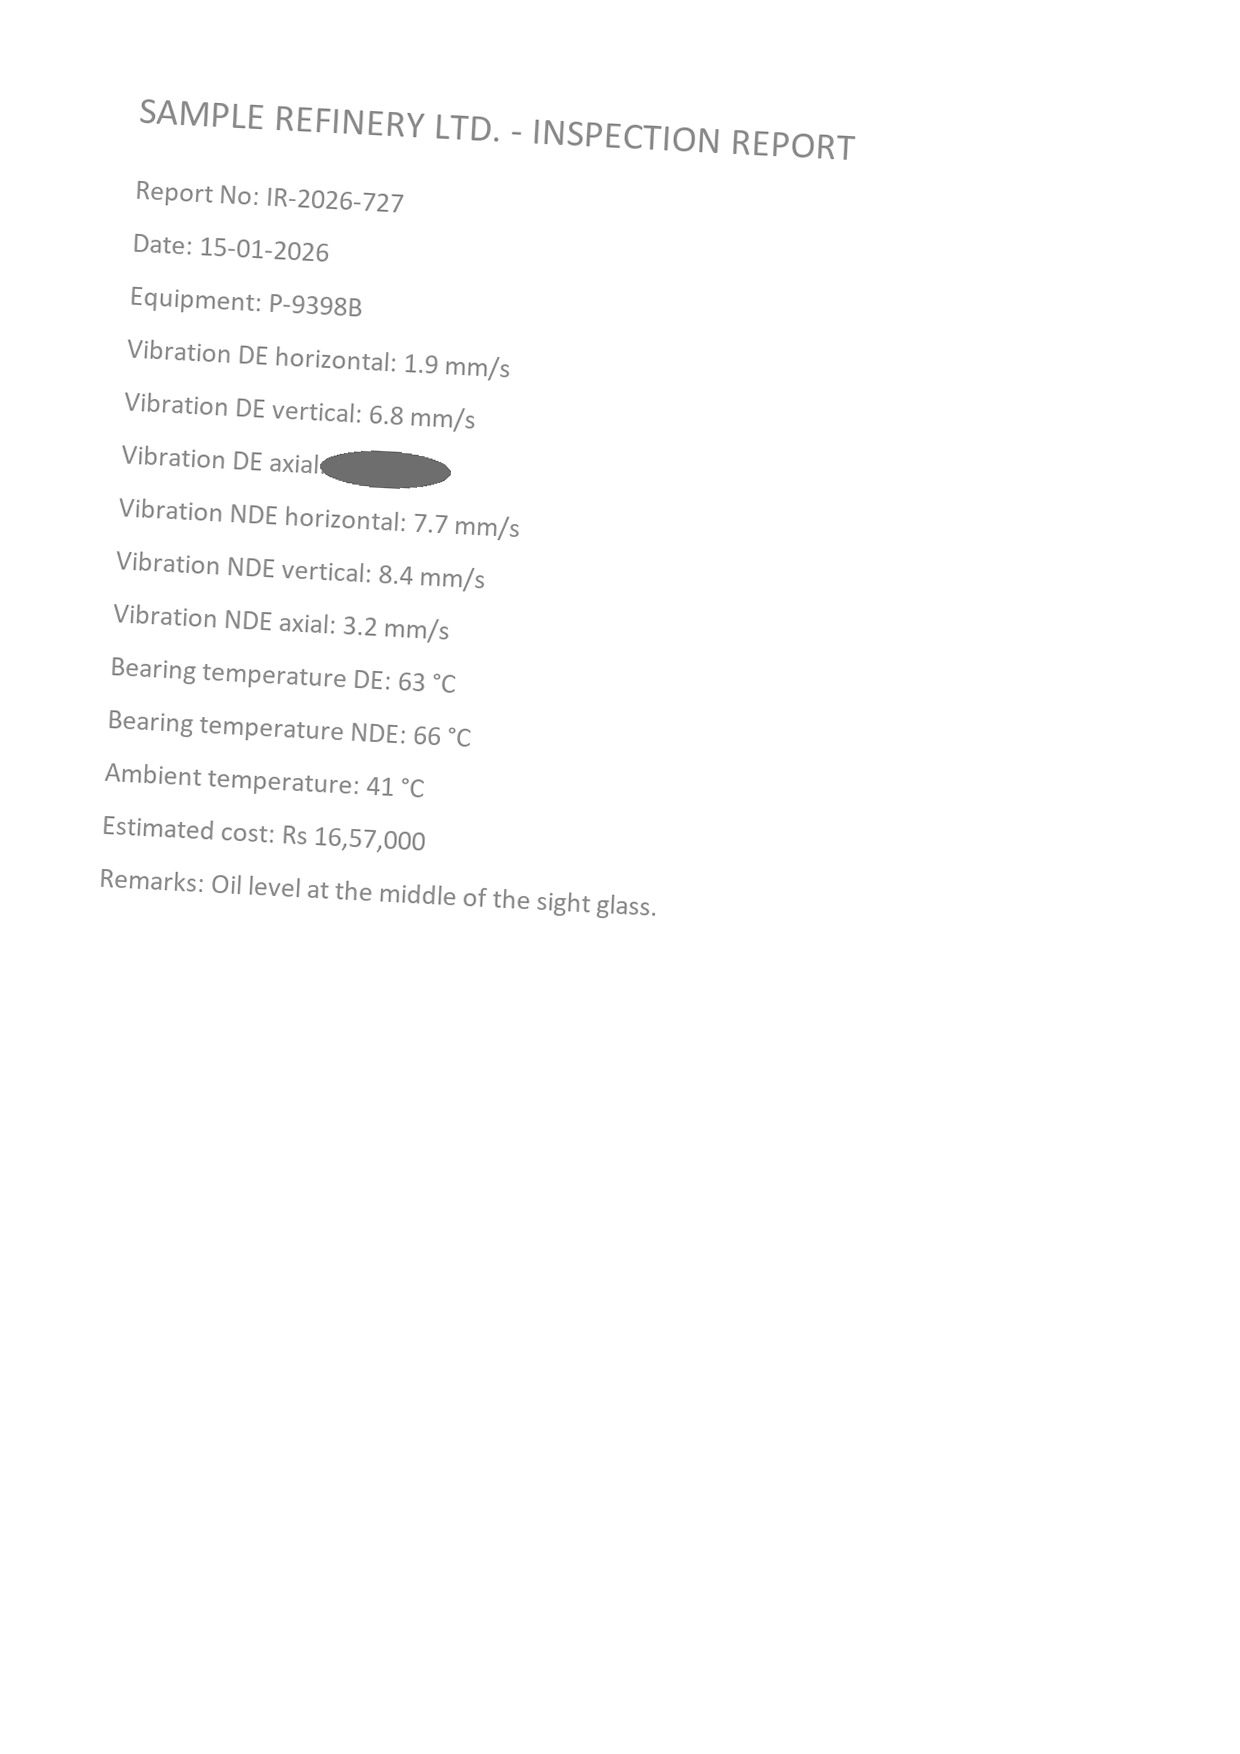 SAMPLE REFINERY LTD. - INSPECTION REPORT
Report No: IR-2026-727
Date: 15-01-2026
Equipment: P-9398B
Vibration DE horizontal: 1.9 mm/s
Vibration DE vertical: 6.8 mm/s
Vibration DE axial
Vibration NDE horizontal: 7.7 mm/s
Vibration NDE vertical: 8.4 mm/s
Vibration NDE axial: 3.2 mm/s
Bearing temperature DE: 63 °C
Bearing temperature NDE: 66 °C
Ambient temperature: 41 °C
Estimated cost: Rs 16,57,000
Remarks: Oil level at the middle of the sight glass.